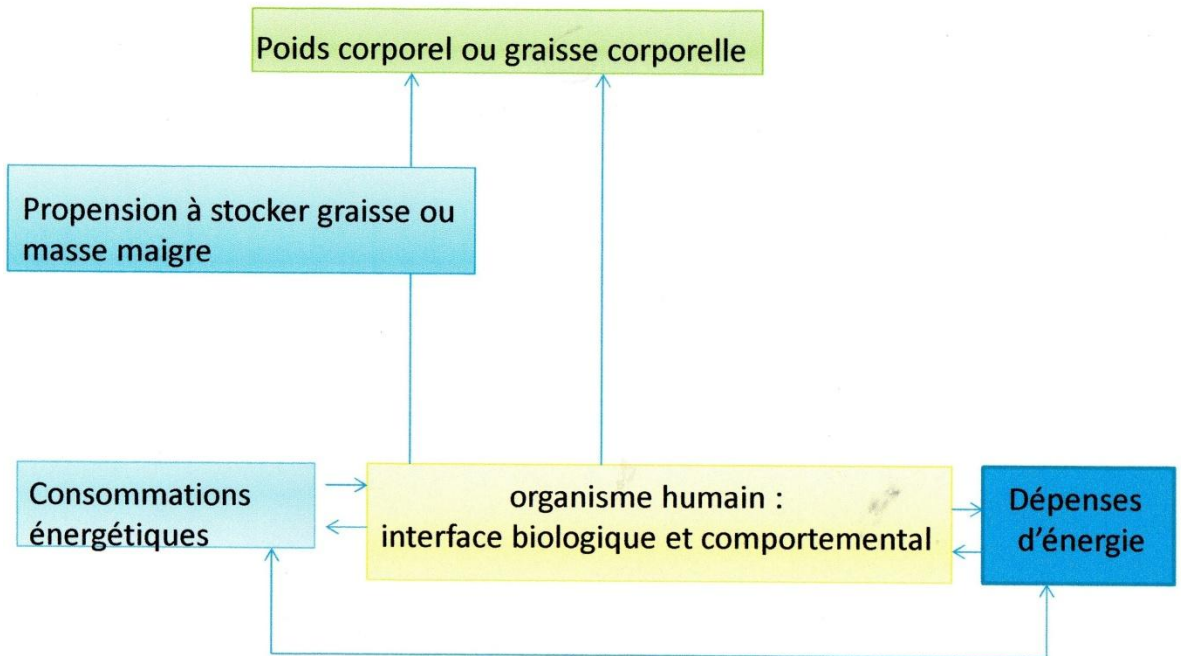 Poids corporel ou graisse corporelle
Propension à stocker graisse ou
masse maigre
Consommations
énergétiques
organisme humain :
interface biologique et comportemental
Dépenses
d'énergie